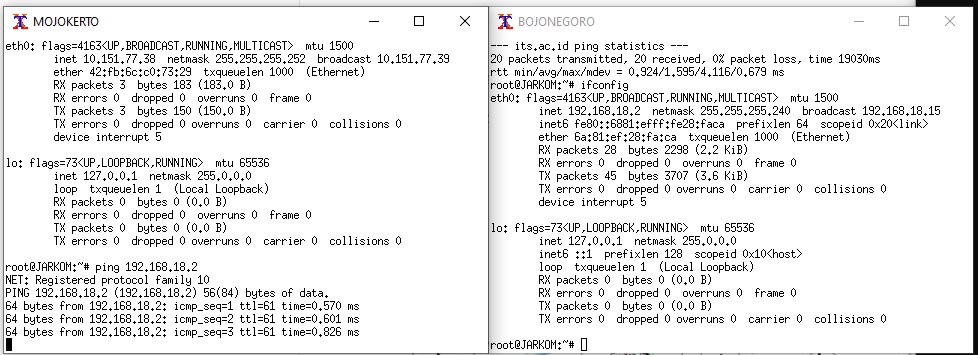 MOJOKERTO
eth0: flags=4163<UP,BROADCAST,RUNNING,MULTICAST>  mtu 1500
        inet 10.151.77.38  netmask 255.255.255.252  broadcast 10.151.77.39
        ether 42:fb:6c:c0:73:29  txqueuelen 1000  (Ethernet)
        RX packets 3  bytes 183 (183.0 B)
        RX errors 0  dropped 0  overruns 0  frame 0
        TX packets 3  bytes 150 (150.0 B)
        TX errors 0  dropped 0 overruns 0  carrier 0  collisions 0
        device interrupt 5
lo: flags=73<UP,LOOPBACK,RUNNING>  mtu 65536
        inet 127.0.0.1  netmask 255.0.0.0
        loop  txqueuelen 1  (Local Loopback)
        RX packets 0  bytes 0 (0.0 B)
        RX errors 0  dropped 0  overruns 0  frame 0
        TX packets 0  bytes 0 (0.0 B)
        TX errors 0  dropped 0 overruns 0  carrier 0  collisions 0
root@JARKOM:~# ping 192.168.18.2
NET: Registered protocol family 10
PING 192.168.18.2 (192.168.18.2) 56(84) bytes of data.
64 bytes from 192.168.18.2: icmp_seq=1 ttl=61 time=0.570 ms
64 bytes from 192.168.18.2: icmp_seq=2 ttl=61 time=0.601 ms
64 bytes from 192.168.18.2: icmp_seq=3 ttl=61 time=0.826 ms
BOJONEGORO
--- its.ac.id ping statistics ---
20 packets transmitted, 20 received, 0% packet loss, time 19030ms
rtt min/avg/max/mdev = 0.924/1.595/4.116/0.679 ms
root@JARKOM:~# ifconfig
eth0: flags=4163<UP,BROADCAST,RUNNING,MULTICAST>  mtu 1500
        inet 192.168.18.2  netmask 255.255.255.240  broadcast 192.168.18.15
        inet6 fe80::6881:efff:fe28:faca  prefixlen 64  scopeid 0x20<link>
        ether 6a:81:ef:28:fa:ca  txqueuelen 1000  (Ethernet)
        RX packets 28  bytes 2298 (2.2 KiB)
        RX errors 0  dropped 0  overruns 0  frame 0
        TX packets 45  bytes 3707 (3.6 KiB)
        TX errors 0  dropped 0 overruns 0  carrier 0  collisions 0
        device interrupt 5
lo: flags=73<UP,LOOPBACK,RUNNING>  mtu 65536
        inet 127.0.0.1  netmask 255.0.0.0
        inet6 ::1  prefixlen 128  scopeid 0x10<host>
        loop  txqueuelen 1  (Local Loopback)
        RX packets 0  bytes 0 (0.0 B)
        RX errors 0  dropped 0  overruns 0  frame 0
        TX packets 0  bytes 0 (0.0 B)
        TX errors 0  dropped 0 overruns 0  carrier 0  collisions 0
root@JARKOM:~#